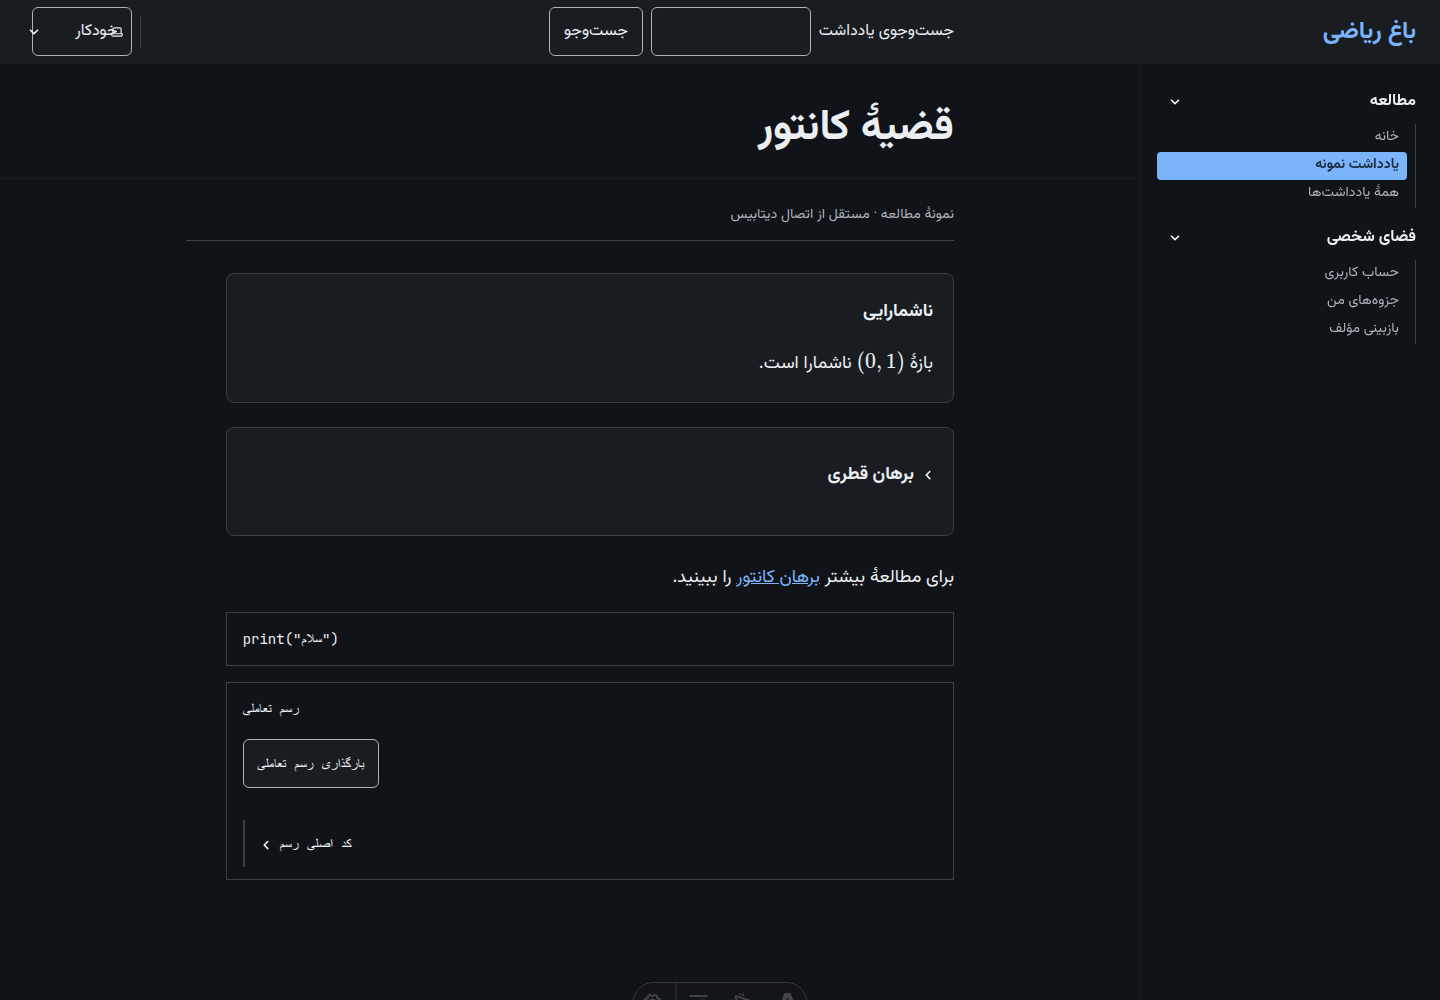 باغ ریاضی
جست‌وجوی یادداشت
جست‌وجو
خودکار
مطالعه
خانه
یادداشت نمونه
همهٔ یادداشت‌ها
فضای شخصی
حساب کاربری
جزوه‌های من
بازبینی مؤلف
قضیهٔ کانتور
نمونهٔ مطالعه · مستقل از اتصال دیتابیس
ناشمارایی
بازهٔ (0, 1) ناشمارا است.
برهان قطری
برای مطالعهٔ بیشتر برهان کانتور را ببینید.
print("سلام")
رسم تعاملی
بارگذاری رسم تعاملی
کد اصلی رسم